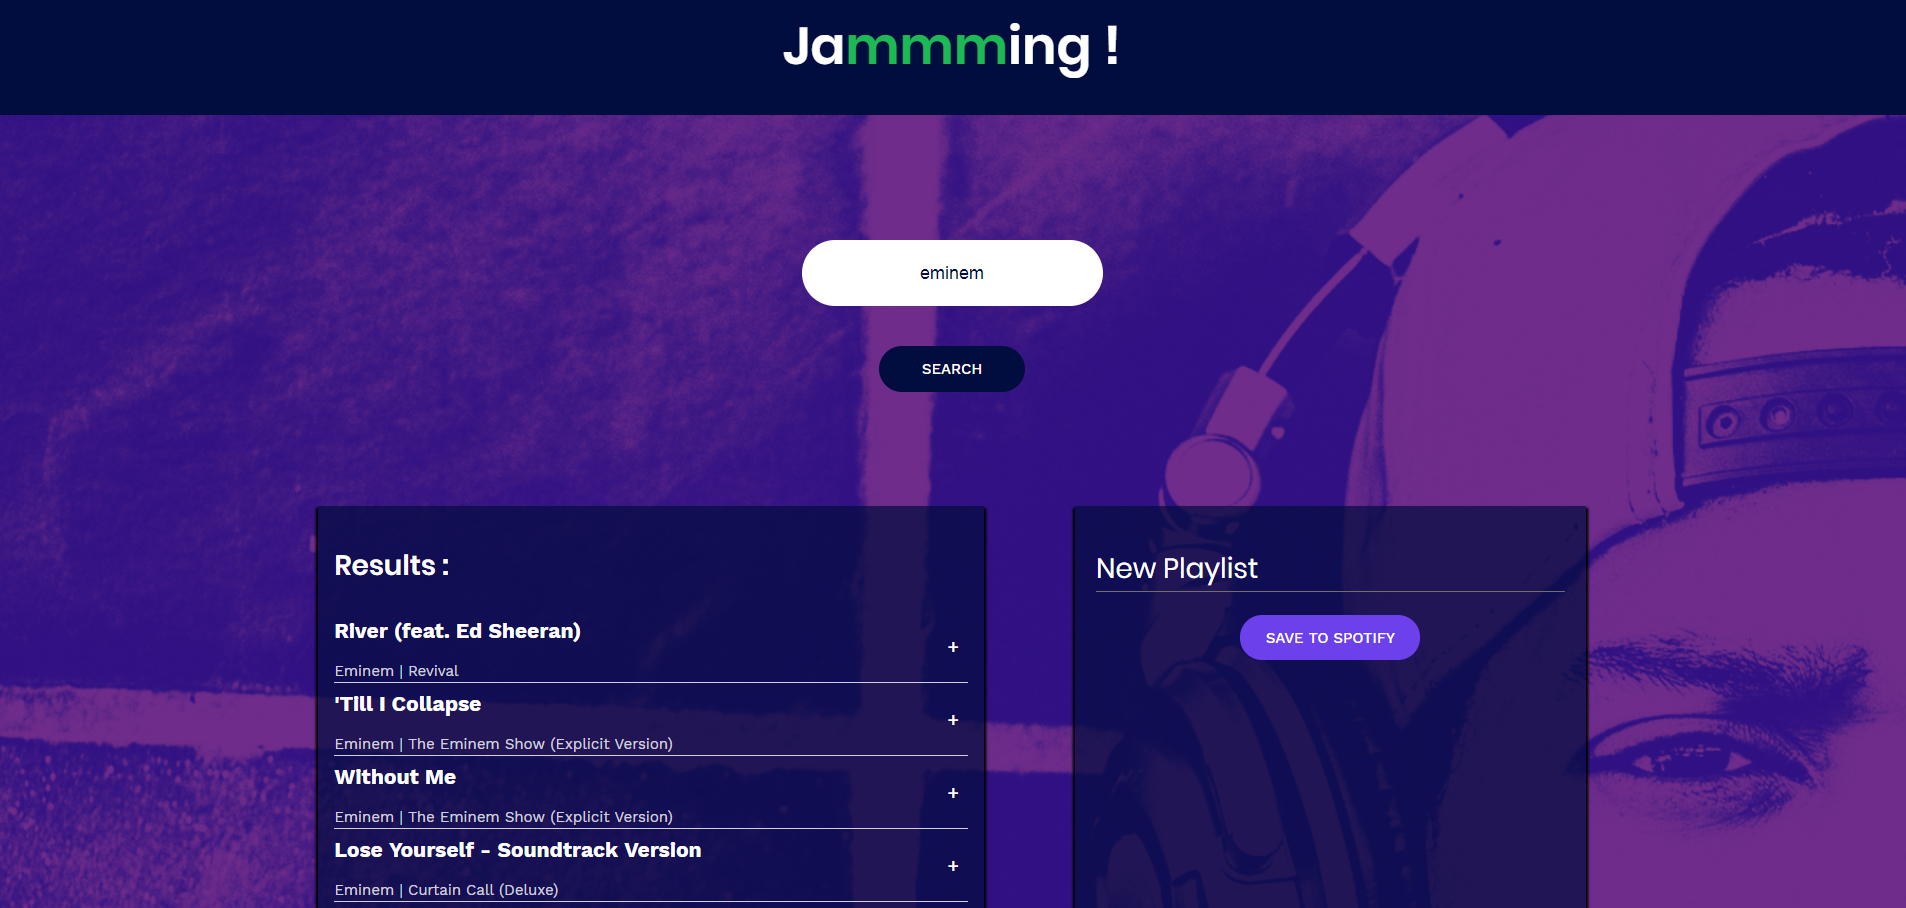 Jammming !
eminem
SEARCH
Results :
River (feat. Ed Sheeran)
+
Eminem | Revival
'Till I Collapse
+
Eminem | The Eminem Show (Explicit Version)
Without Me
+
Eminem | The Eminem Show (Explicit Version)
Lose Yourself - Soundtrack Version
+
Eminem | Curtain Call (Deluxe)
New Playlist
SAVE TO SPOTIFY